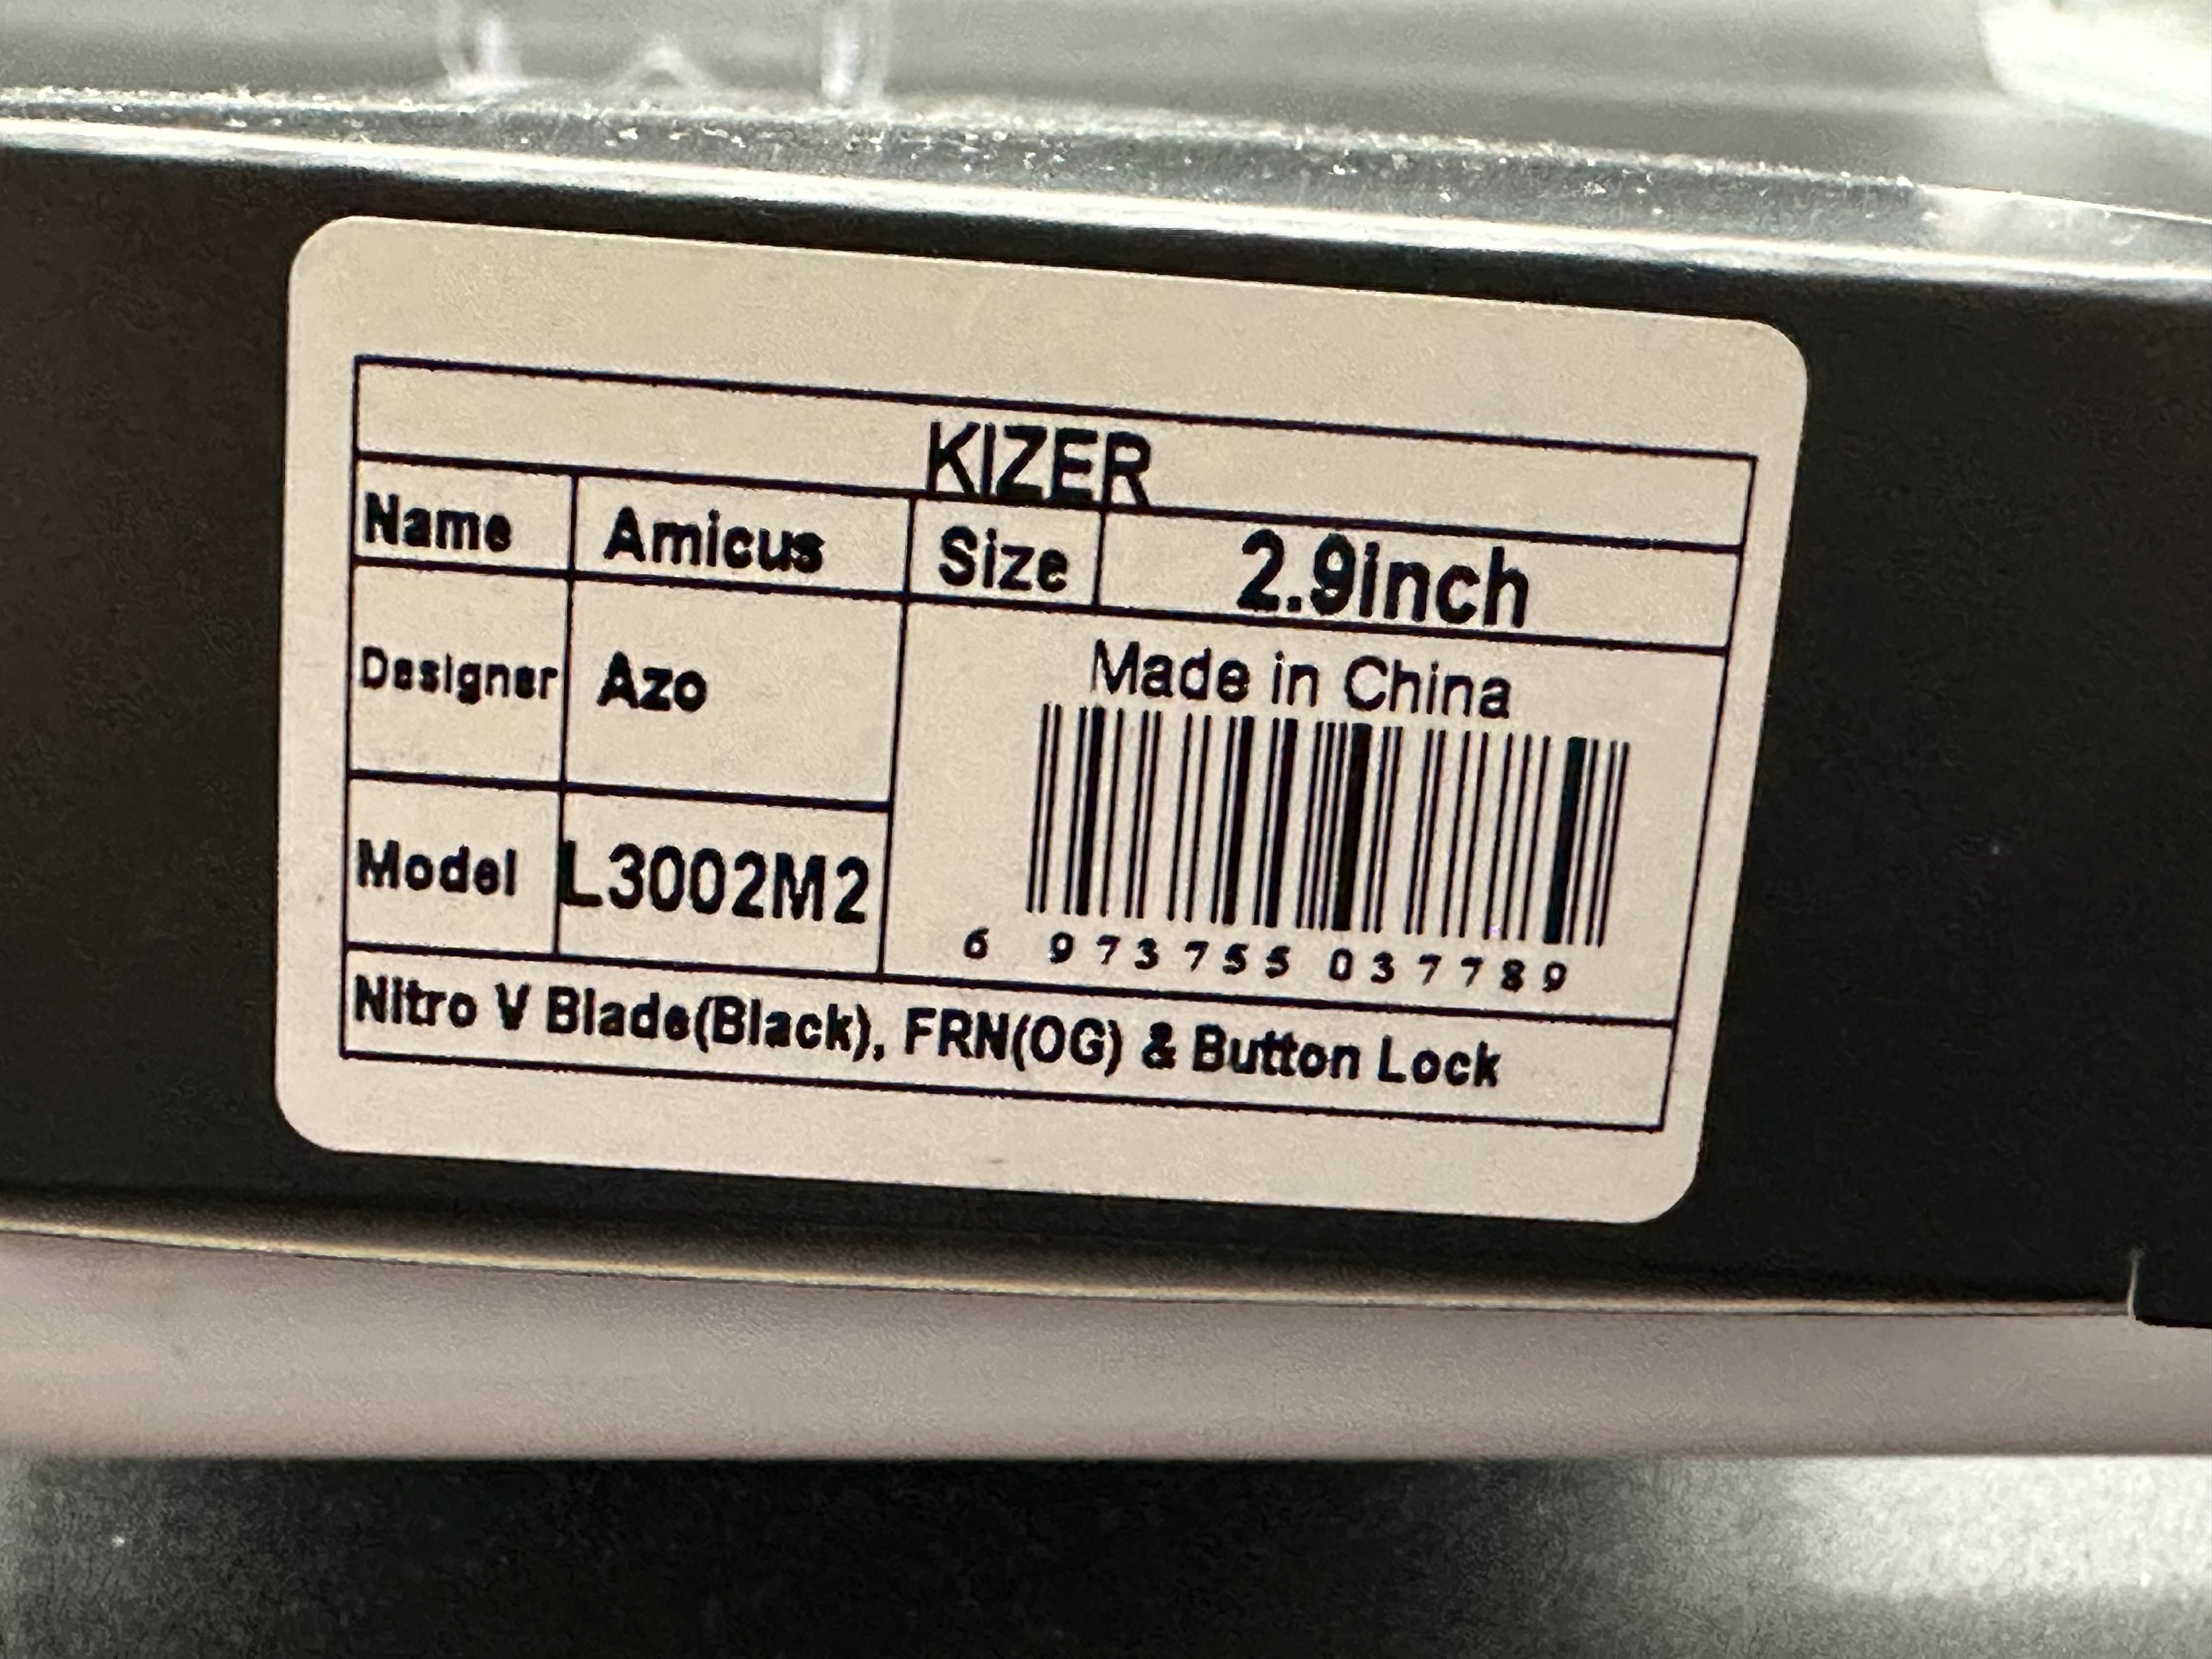 KIZER
Name Amicus Size 2.9inch
Designer Azo Made in China
Model L3002M2
6 973755 037789
Nitro V Blade(Black), FRN(OG) & Button Lock